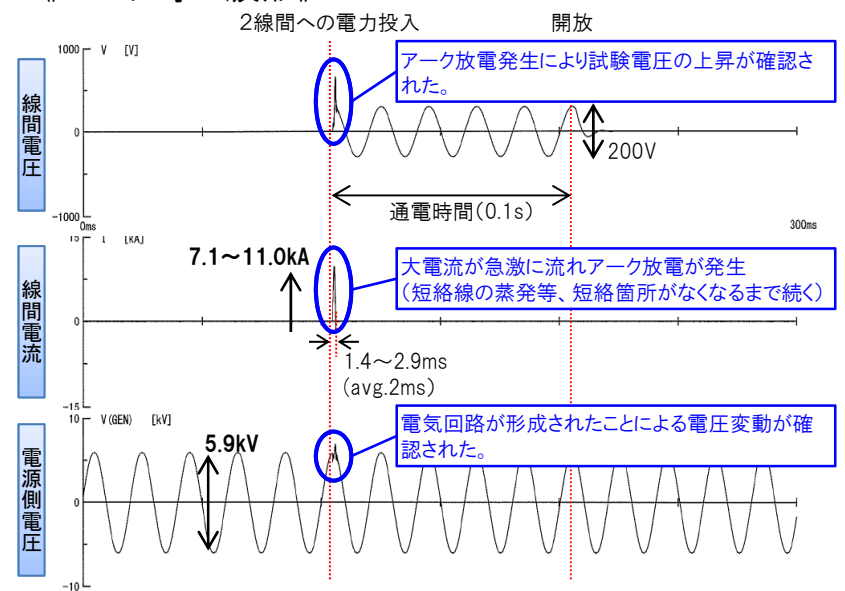 2線間への電力投入
開放
1000
V [V]
アーク放電発生により試験電圧の上昇が確認さ
れた。
線間電圧
0
200V
通電時間(0.1s)
-1000
0ms
300ms
15
I [kA]
7.1～11.0kA
大電流が急激に流れアーク放電が発生
(短絡線の蒸発等、短絡箇所がなくなるまで続く)
線間電流
0
1.4～2.9ms
(avg.2ms)
-15
10
V(GEN) [kV]
電気回路が形成されたことによる電圧変動が確
認された。
5.9kV
電源側電圧
0
-10